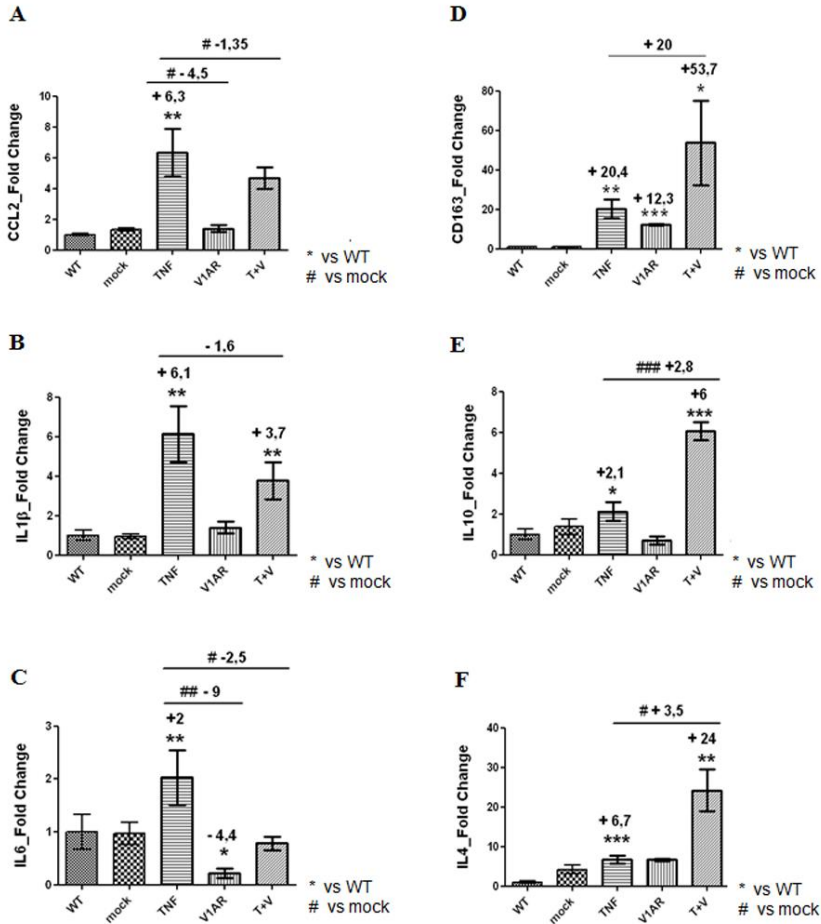 A
# -1,35
# - 4,5
+ 6,3
**
CCL2_Fold Change
10
8
6
4
2
0
WT
mock
TNF
V1AR
T+V
* vs WT
# vs mock
D
+ 20
+53,7
*
+ 20,4
**
+ 12,3
***
CD163_Fold Change
80
60
40
20
0
WT
mock
TNF
V1AR
T+V
* vs WT
# vs mock
B
- 1,6
+ 6,1
**
+ 3,7
**
IL1β_Fold Change
8
6
4
2
0
WT
mock
TNF
V1AR
T+V
* vs WT
# vs mock
E
### +2,8
+6
***
+2,1
*
IL10_Fold Change
8
6
4
2
0
WT
mock
TNF
V1AR
T+V
* vs WT
# vs mock
C
# -2,5
## - 9
+2
**
- 4,4
*
IL6_Fold Change
3
2
1
0
WT
mock
TNF
V1AR
T+V
* vs WT
# vs mock
F
# + 3,5
+ 24
**
+ 6,7
***
IL4_Fold Change
40
30
20
10
0
WT
mock
TNF
V1AR
T+V
* vs WT
# vs mock